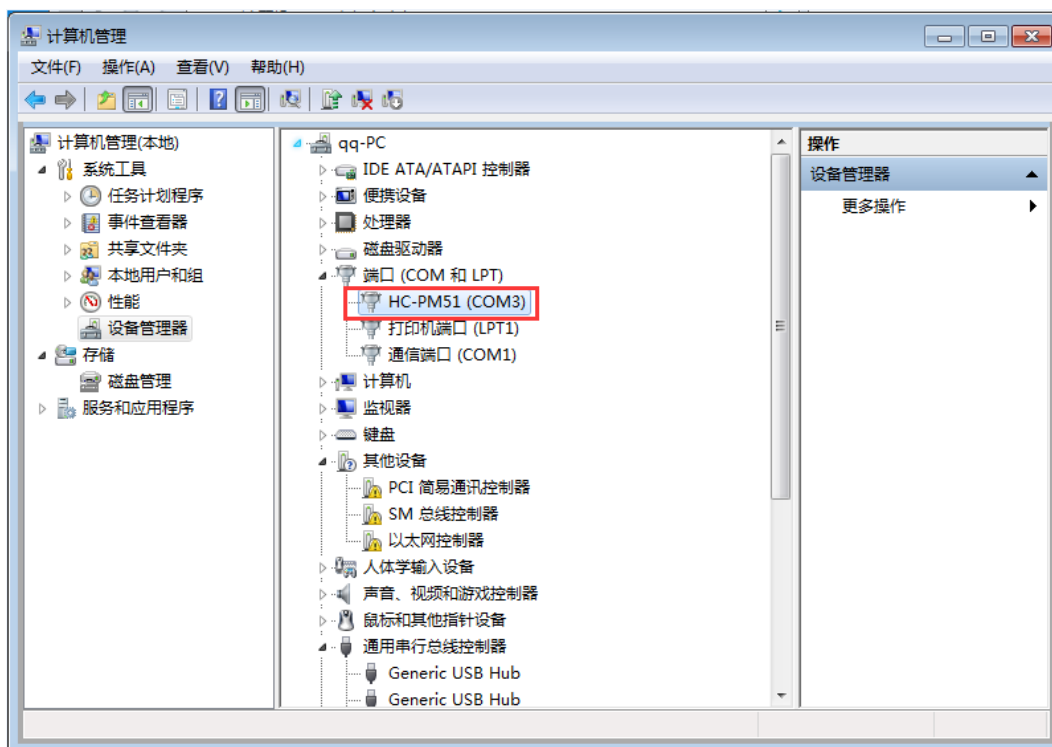 计算机管理
文件(F) 操作(A) 查看(V) 帮助(H)
计算机管理(本地)
系统工具
任务计划程序
事件查看器
共享文件夹
本地用户和组
性能
设备管理器
存储
磁盘管理
服务和应用程序
qq-PC
IDE ATA/ATAPI 控制器
便携设备
处理器
磁盘驱动器
端口 (COM 和 LPT)
HC-PM51 (COM3)
打印机端口 (LPT1)
通信端口 (COM1)
计算机
监视器
键盘
其他设备
PCI 简易通讯控制器
SM 总线控制器
以太网控制器
人体学输入设备
声音、视频和游戏控制器
鼠标和其他指针设备
通用串行总线控制器
Generic USB Hub
Generic USB Hub
操作
设备管理器
更多操作